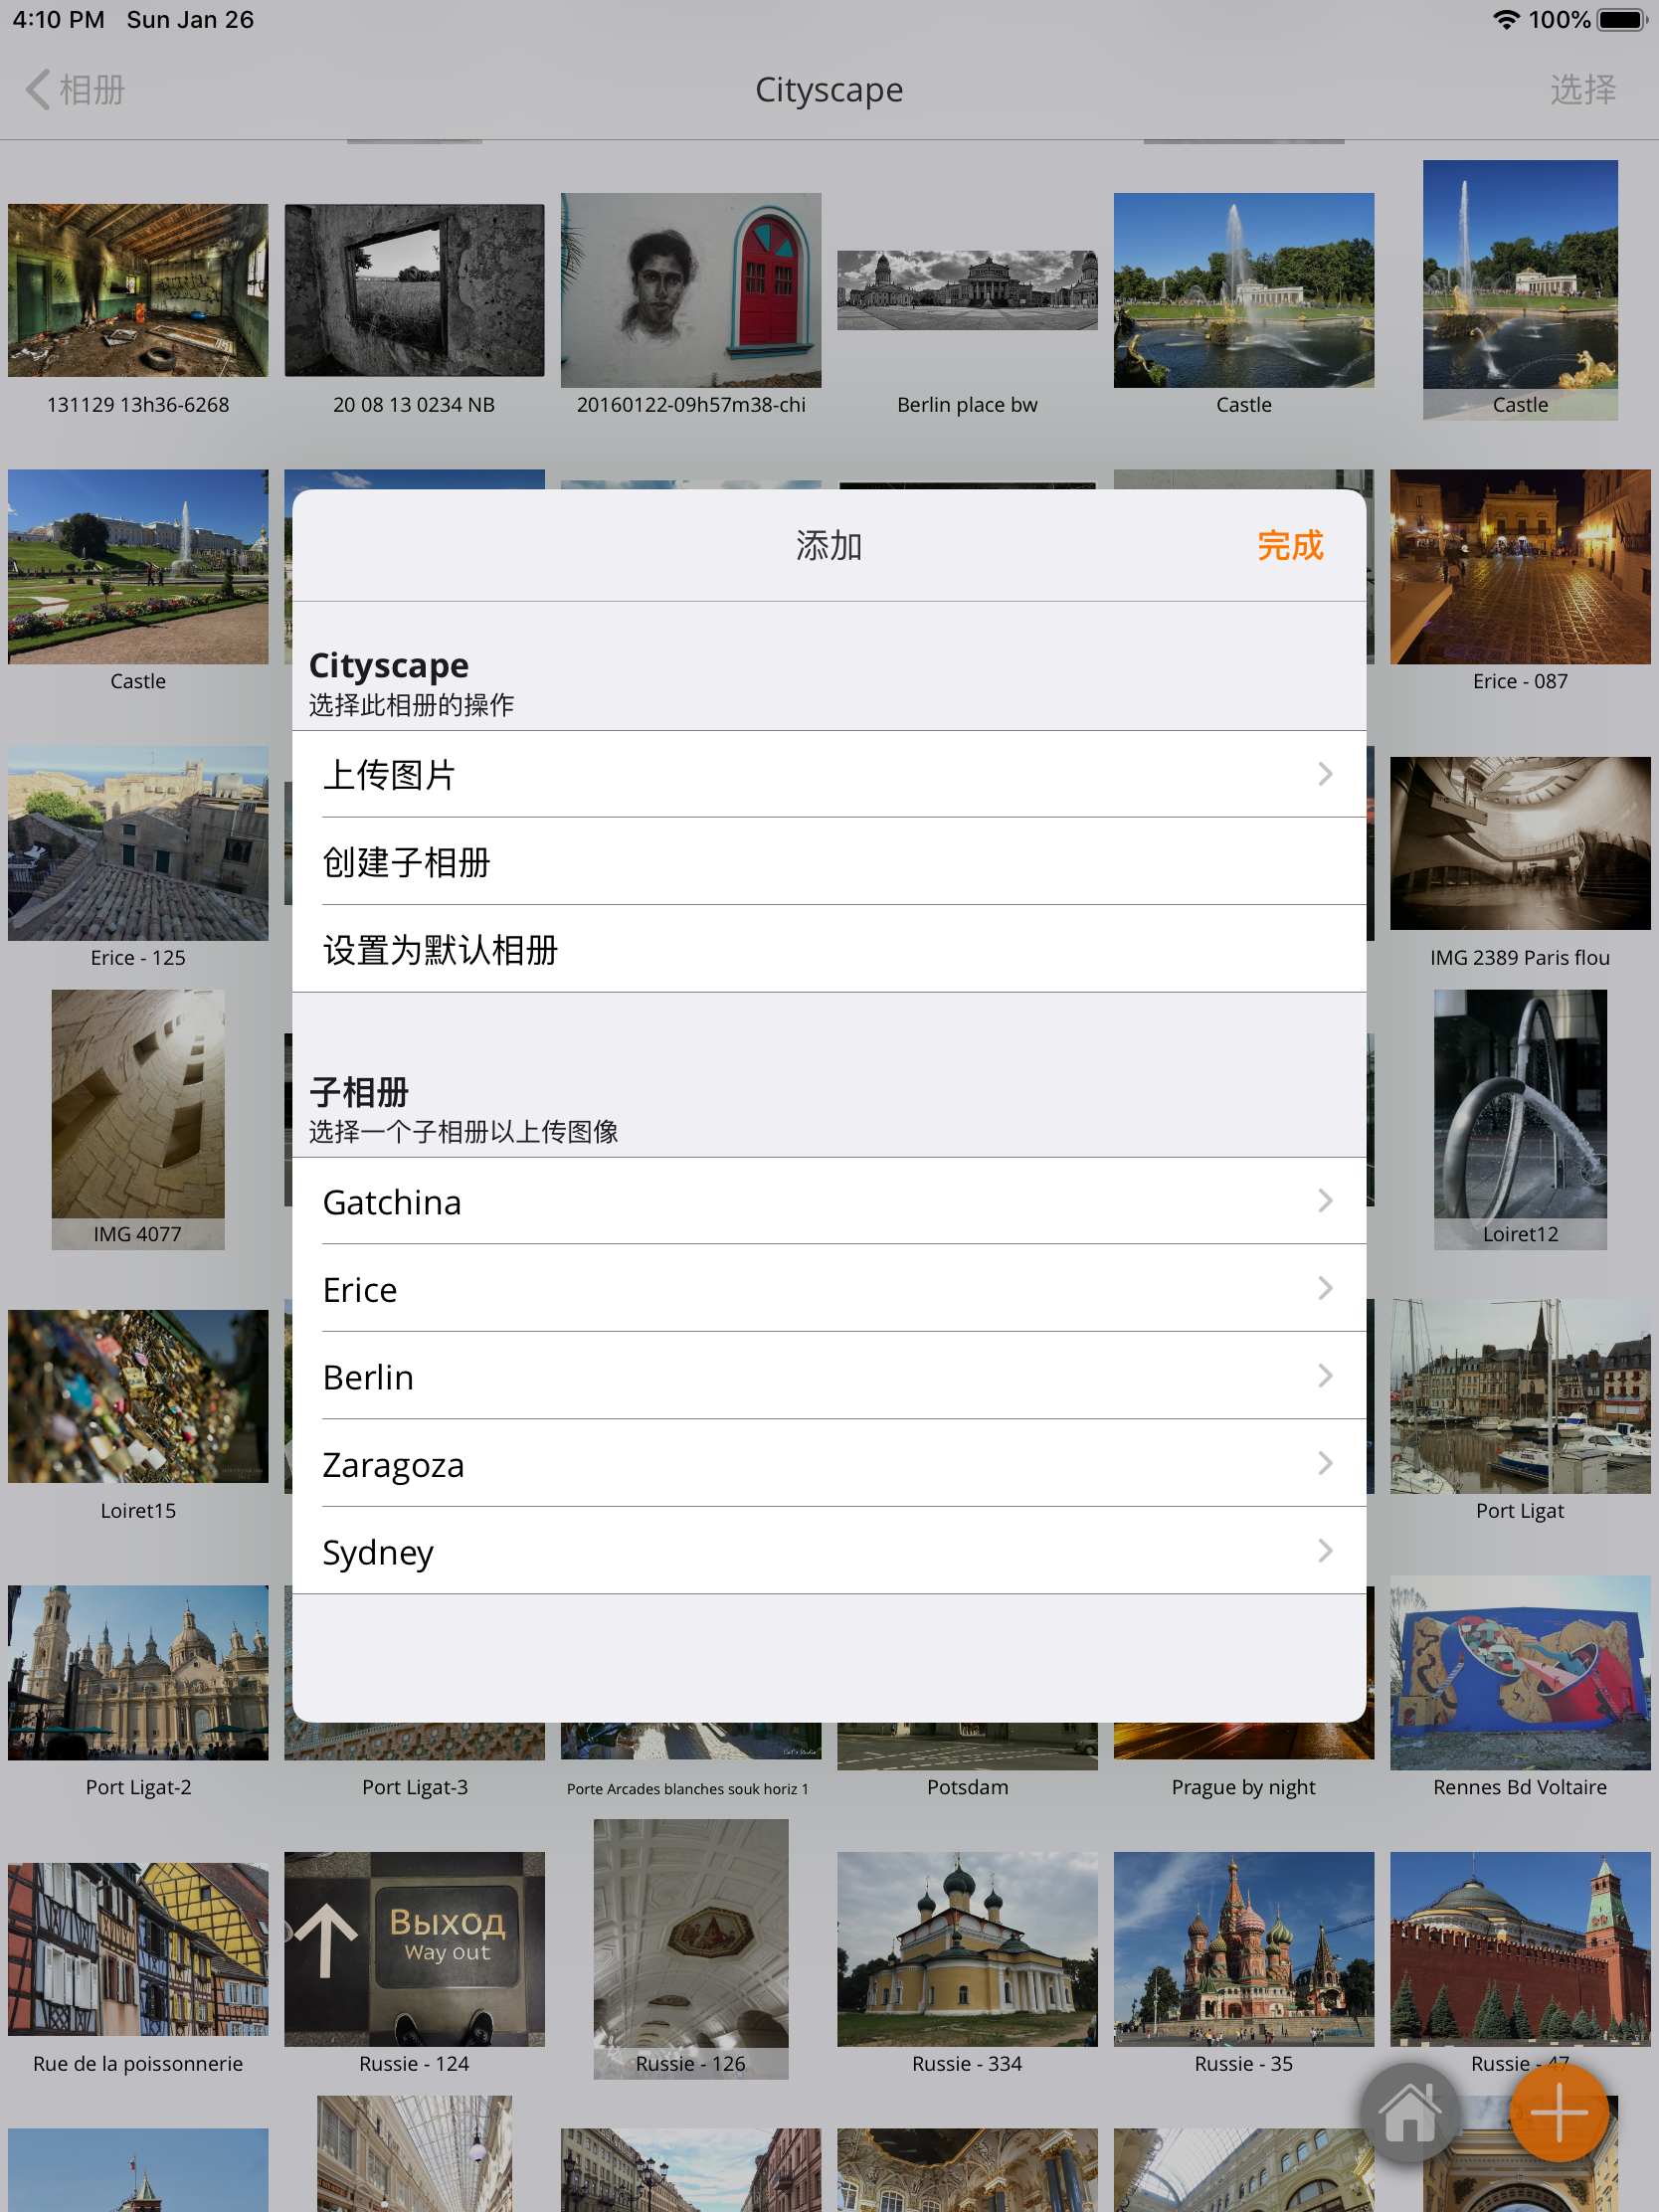 4:10 PM Sun Jan 26
100%
相册
Cityscape
选择
131129 13h36-6268
20 08 13 0234 NB
20160122-09h57m38-chi
Berlin place bw
Castle
Castle
添加
完成
Castle
Erice - 087
Cityscape
选择此相册的操作
上传图片
创建子相册
设置为默认相册
Erice - 125
IMG 2389 Paris flou
子相册
选择一个子相册以上传图像
IMG 4077
Loiret12
Gatchina
Erice
Berlin
Zaragoza
Sydney
Loiret15
Port Ligat
Port Ligat-2
Port Ligat-3
Porte Arcades blanches souk horiz 1
Potsdam
Prague by night
Rennes Bd Voltaire
Выход
Way out
Rue de la poissonnerie
Russie - 124
Russie - 126
Russie - 334
Russie - 35
Russie - 47